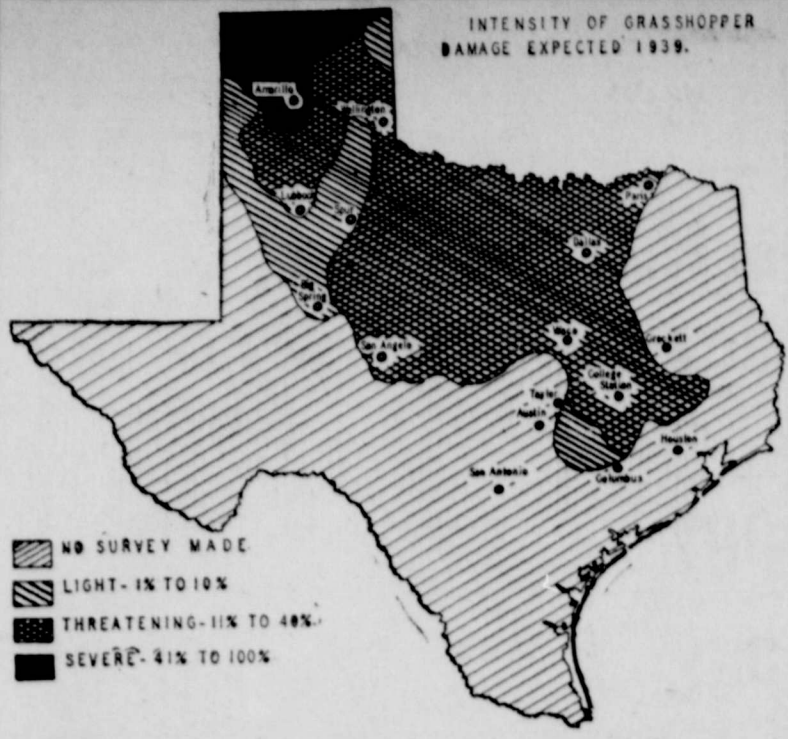 INTENSITY OF GRASSHOPPER
DAMAGE EXPECTED 1939.
Amarillo
Wellington
Lubbock
Spur
Paris
Dallas
Big
Spring
San Angelo
Waco
Crockett
College
Station
Taylor
Austin
Houston
San Antonio
Columbus
NO SURVEY MADE
LIGHT-1% TO 10%
THREATENING-11% TO 40%
SEVERE-41% TO 100%